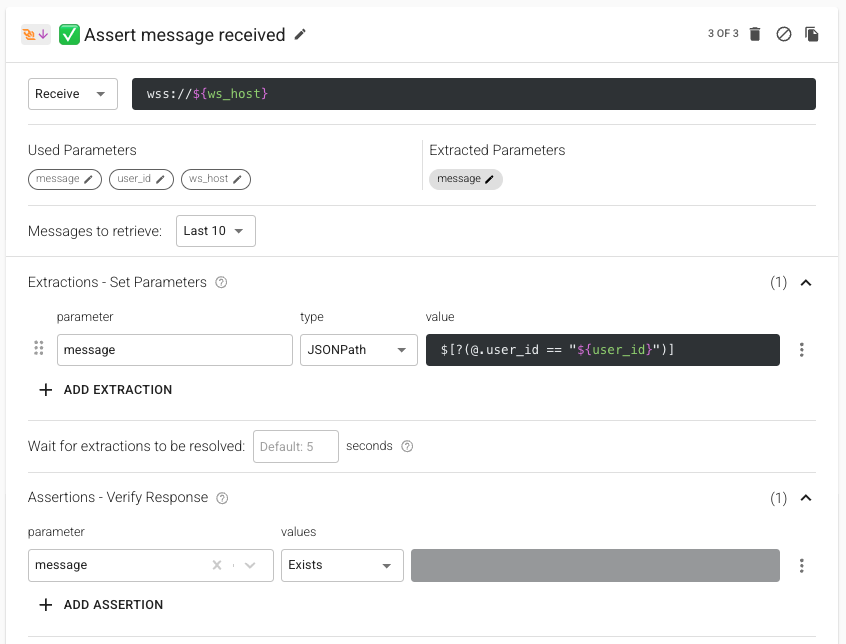 Assert message received
3 OF 3
Receive
wss://${ws_host}
Used Parameters
Extracted Parameters
message
user_id
ws_host
message
Messages to retrieve:
Last 10
Extractions - Set Parameters
(1)
parameter
type
value
message
JSONPath
$[?(@.user_id == "${user_id}")]
ADD EXTRACTION
Wait for extractions to be resolved:
Default: 5
seconds
Assertions - Verify Response
(1)
parameter
values
message
Exists
ADD ASSERTION